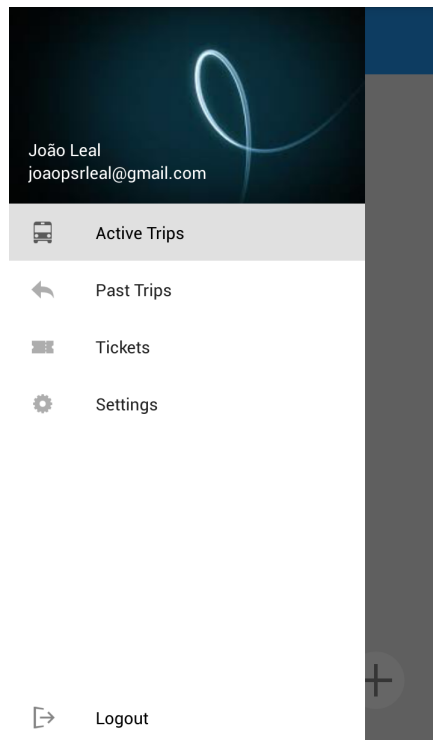 João Leal
joaopsrleal@gmail.com
Active Trips
Past Trips
Tickets
Settings
Logout